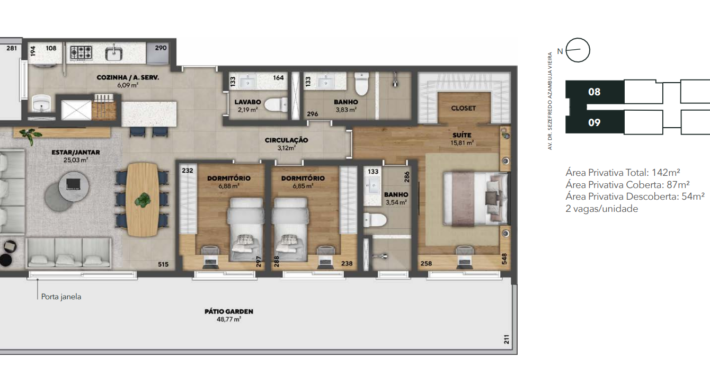 281
194
108
290
COZINHA / A. SERV.
6,09 m²
133
164
LAVABO
2,19 m²
133
BANHO
3,83 m²
296
CLOSET
CIRCULAÇÃO
3,12m²
SUÍTE
15,81 m²
ESTAR/JANTAR
25,03 m²
232
DORMITÓRIO
6,88 m²
DORMITÓRIO
6,85 m²
133
286
BANHO
3,54 m²
515
297
288
238
258
548
Porta janela
PÁTIO GARDEN
48,77 m²
211
N
AV. DR. SEZEFREDO AZAMBUJA VIEIRA
08
09
Área Privativa Total: 142m²
Área Privativa Coberta: 87m²
Área Privativa Descoberta: 54m²
2 vagas/unidade